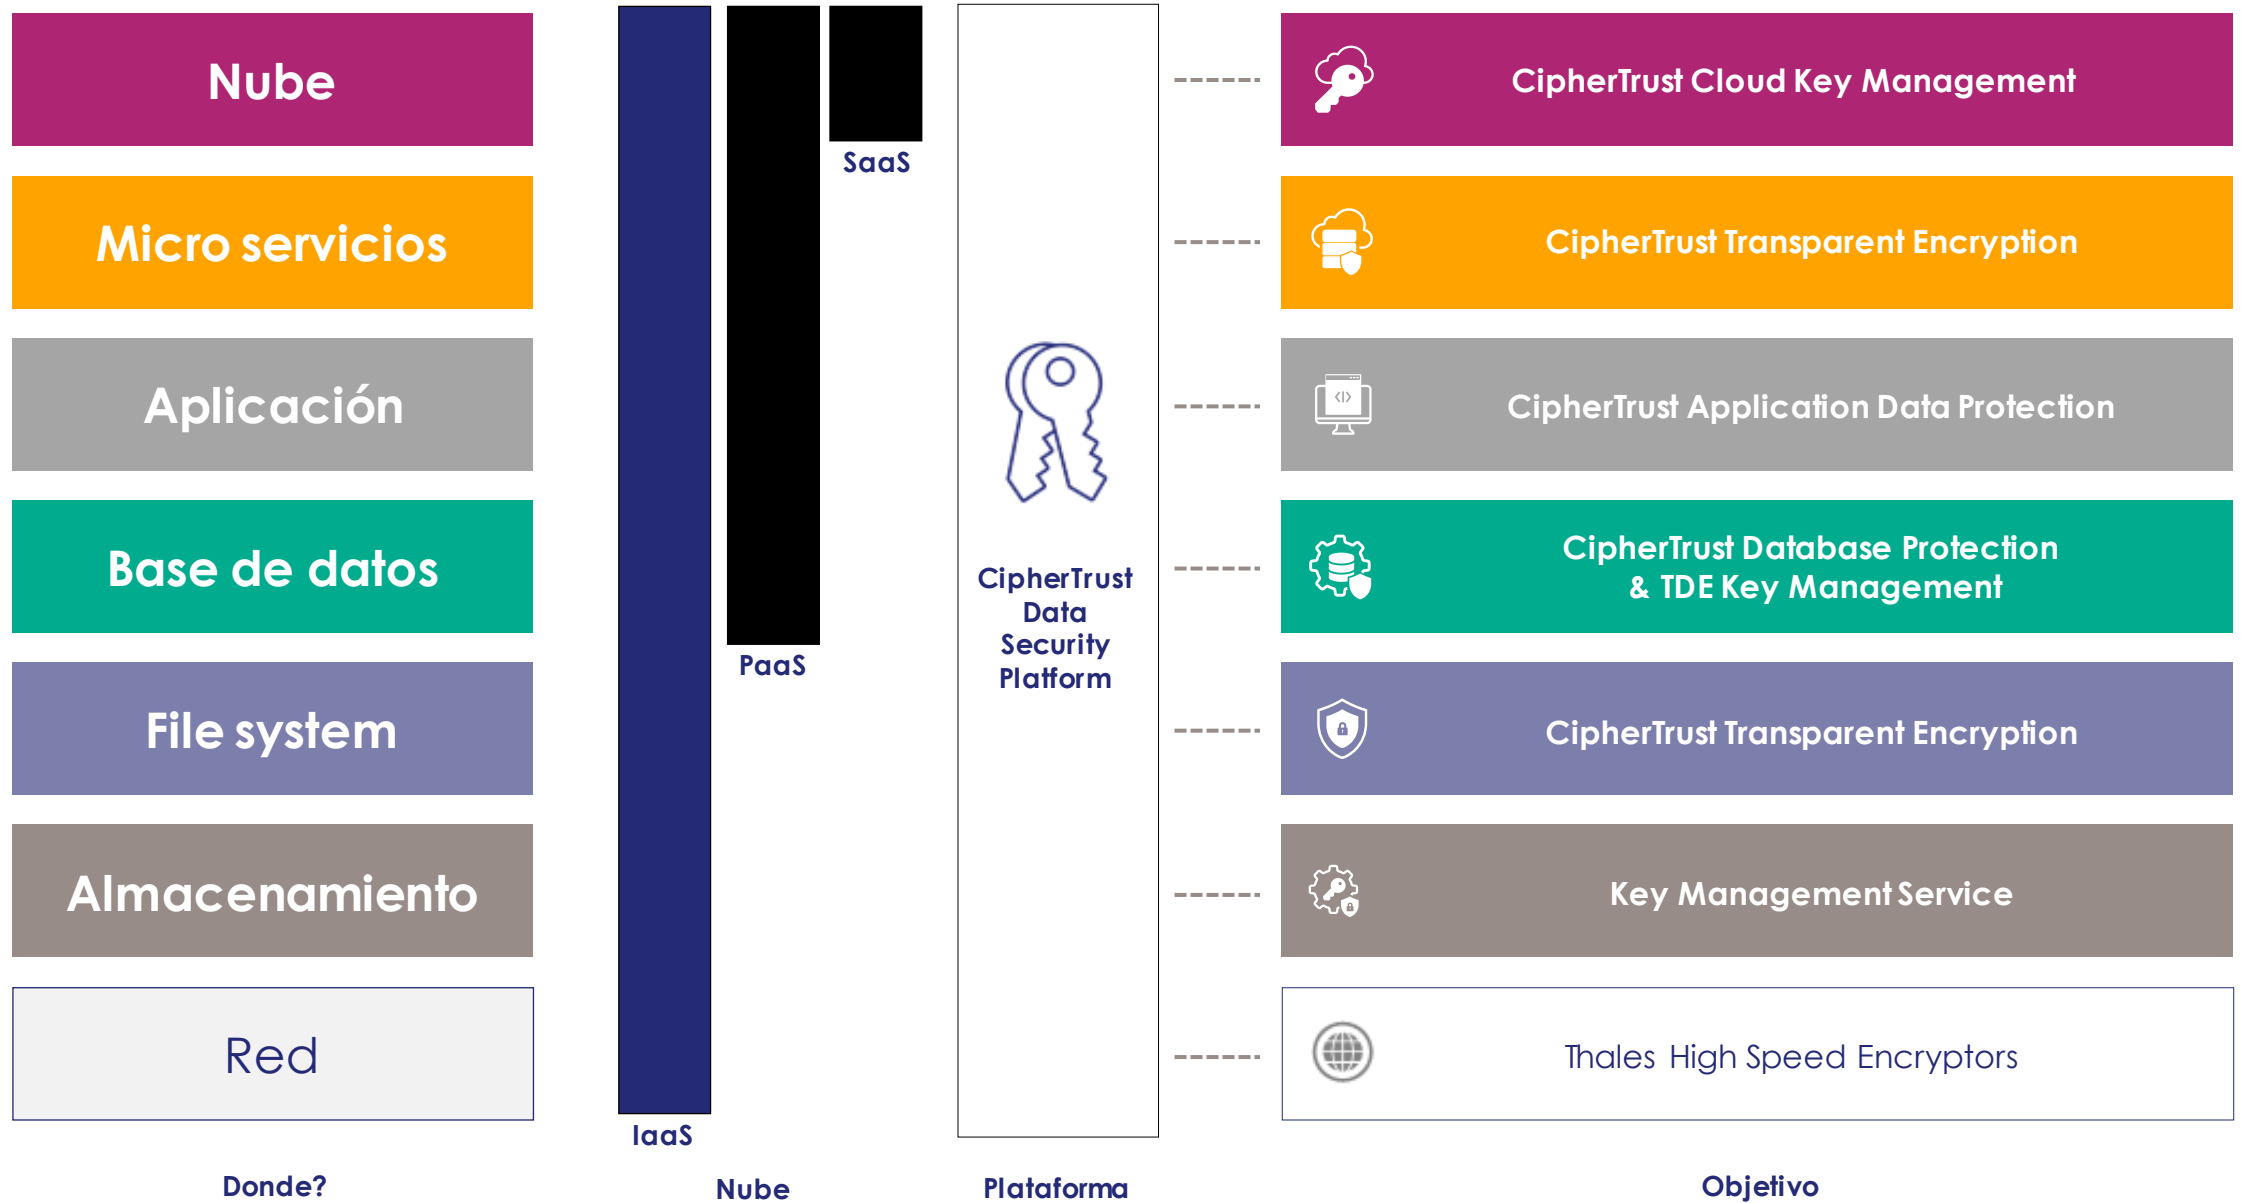 Nube
Micro servicios
Aplicación
Base de datos
File system
Almacenamiento
Red
Donde?
SaaS
PaaS
IaaS
Nube
CipherTrust
Data
Security
Platform
Plataforma
CipherTrust Cloud Key Management
CipherTrust Transparent Encryption
CipherTrust Application Data Protection
CipherTrust Database Protection
& TDE Key Management
CipherTrust Transparent Encryption
Key Management Service
Thales High Speed Encryptors
Objetivo